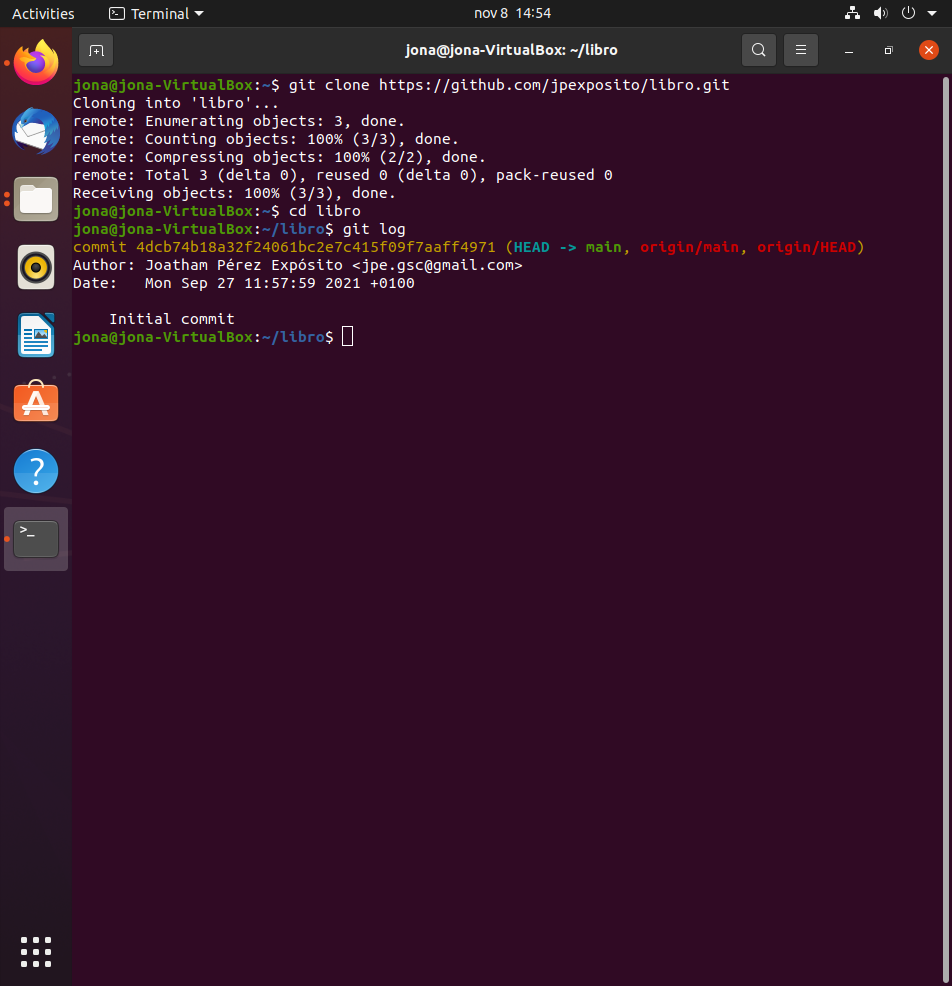 Activities Terminal nov 8 14:54
jona@jona-VirtualBox: ~/libro
jona@jona-VirtualBox:~$ git clone https://github.com/jpexposito/libro.git
Cloning into 'libro'...
remote: Enumerating objects: 3, done.
remote: Counting objects: 100% (3/3), done.
remote: Compressing objects: 100% (2/2), done.
remote: Total 3 (delta 0), reused 0 (delta 0), pack-reused 0
Receiving objects: 100% (3/3), done.
jona@jona-VirtualBox:~$ cd libro
jona@jona-VirtualBox:~/libro$ git log
commit 4dcb74b18a32f24061bc2e7c415f09f7aaff4971 (HEAD -> main, origin/main, origin/HEAD)
Author: Joatham Pérez Expósito <jpe.gsc@gmail.com>
Date:   Mon Sep 27 11:57:59 2021 +0100
    Initial commit
jona@jona-VirtualBox:~/libro$